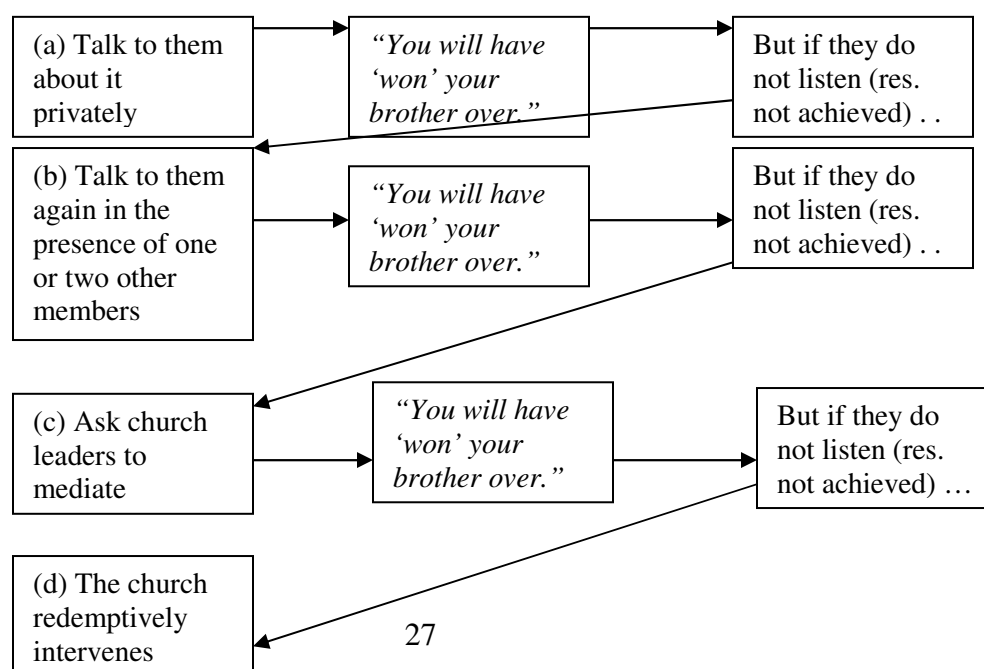 (a) Talk to them
about it
privately
“You will have
‘won’ your
brother over.”
But if they do
not listen (res.
not achieved) . .
(b) Talk to them
again in the
presence of one
or two other
members
“You will have
‘won’ your
brother over.”
But if they do
not listen (res.
not achieved) . .
(c) Ask church
leaders to
mediate
“You will have
‘won’ your
brother over.”
But if they do
not listen (res.
not achieved) …
(d) The church
redemptively
intervenes
27